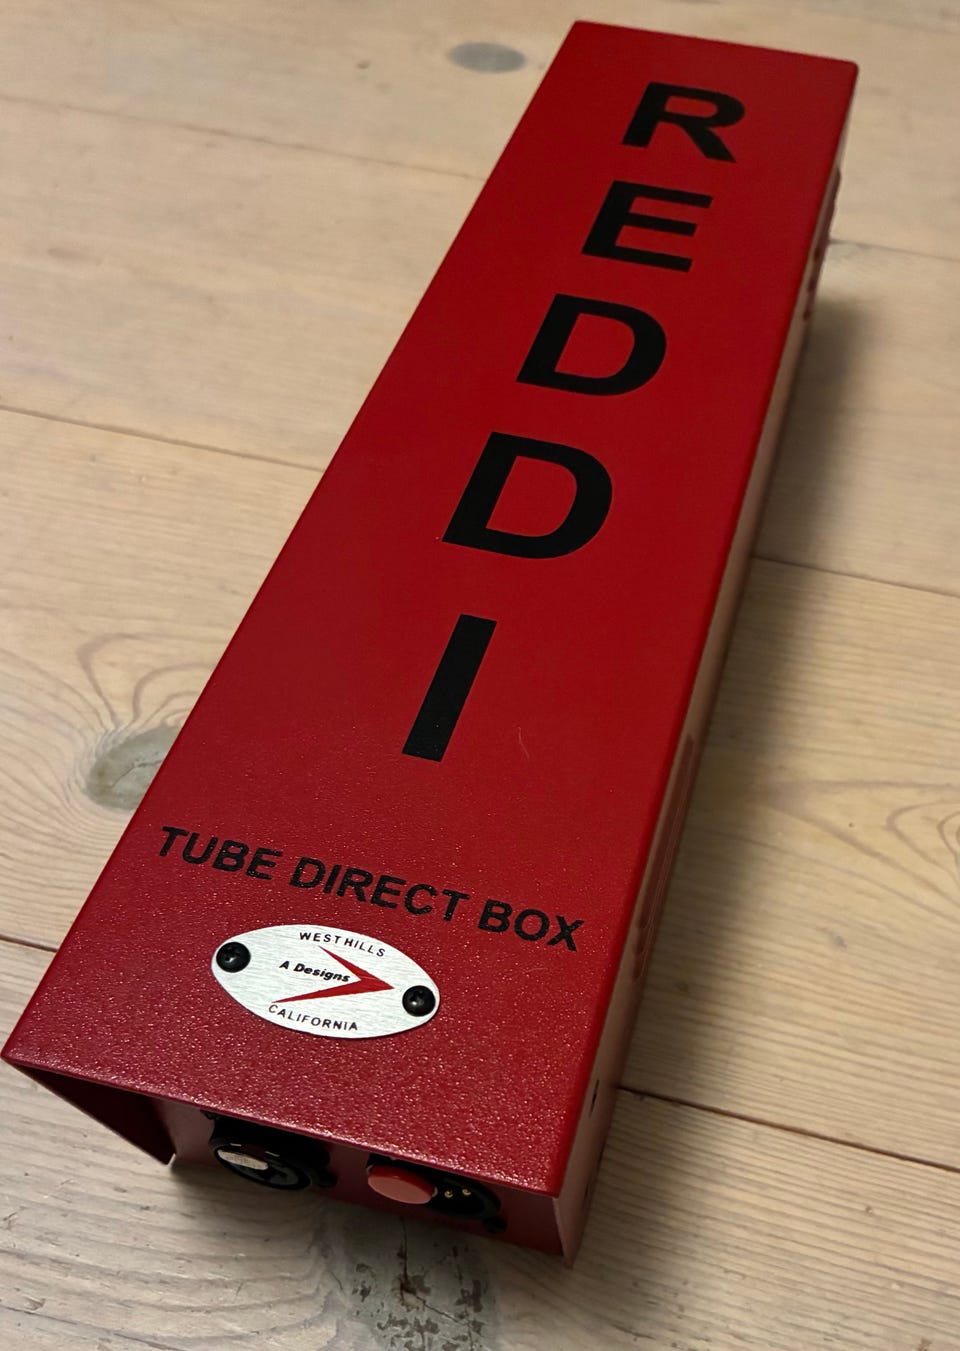 REDDI
TUBE DIRECT BOX
WEST HILLS
A Designs
CALIFORNIA